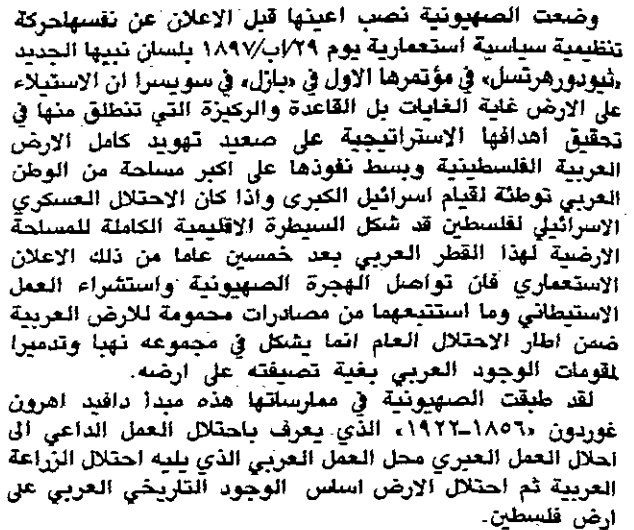 وضعت الصهيونية نصب اعينها قبل الاعلان عن نفسهاحركة
تنظيمية سياسية استعمارية يوم ٢٩/اب/١٨٩٧ بلسان نبيها الجديد
«ثيودورهرتسل» في مؤتمرها الاول في «بازل» في سويسرا ان الاستيلاء
على الارض غاية الغايات بل القاعدة والركيزة التي تنطلق منها في
تحقيق اهدافها الاستراتيجية على صعيد تهويد كامل الارض
العربية الفلسطينية وبسط نفوذها على اكبر مساحة من الوطن
العربي توطئة لقيام اسرائيل الكبرى واذا كان الاحتلال العسكري
الاسرائيلي لفلسطين قد شكل السيطرة الاقليمية الكاملة للمساحة
الارضية لهذا القطر العربي بعد خمسين عاما من ذلك الاعلان
الاستعماري فان تواصل الهجرة الصهيونية واستشراء العمل
الاستيطاني وما استتبعهما من مصادرات محمومة للارض العربية
ضمن اطار الاحتلال العام انما يشكل في مجموعه نهبا وتدميرا
لمقومات الوجود العربي بغية تصيفته على ارضه.
لقد طبقت الصهيونية في ممارساتها هذه مبدا دافيد اهرون
غوردون «١٨٥٦-١٩٢٢» الذي يعرف باحتلال العمل الداعي الى
احلال العمل العبري محل العمل العربي الذي يليه احتلال الزراعة
العربية ثم احتلال الارض اساس الوجود التاريخي العربي على
ارض فلسطين.